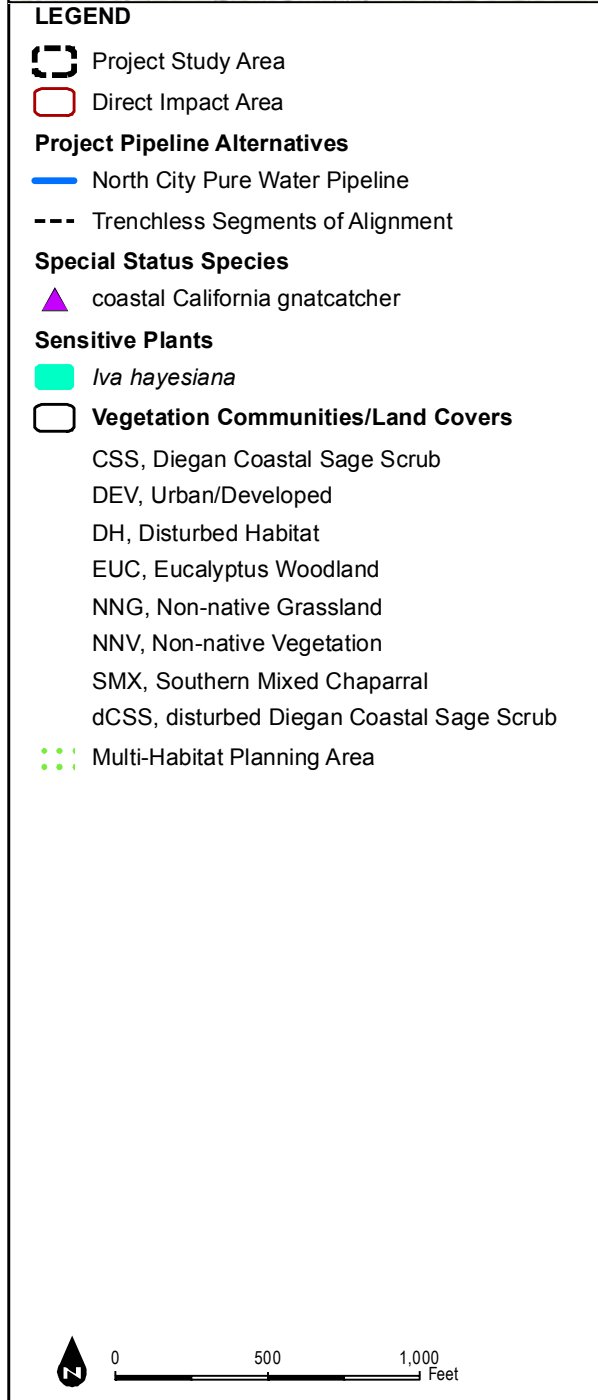 LEGEND
Project Study Area
Direct Impact Area
Project Pipeline Alternatives
North City Pure Water Pipeline
Trenchless Segments of Alignment
Special Status Species
coastal California gnatcatcher
Sensitive Plants
Iva hayesiana
Vegetation Communities/Land Covers
CSS, Diegan Coastal Sage Scrub
DEV, Urban/Developed
DH, Disturbed Habitat
EUC, Eucalyptus Woodland
NNG, Non-native Grassland
NNV, Non-native Vegetation
SMX, Southern Mixed Chaparral
dCSS, disturbed Diegan Coastal Sage Scrub
Multi-Habitat Planning Area
N 0 500 1,000 Feet